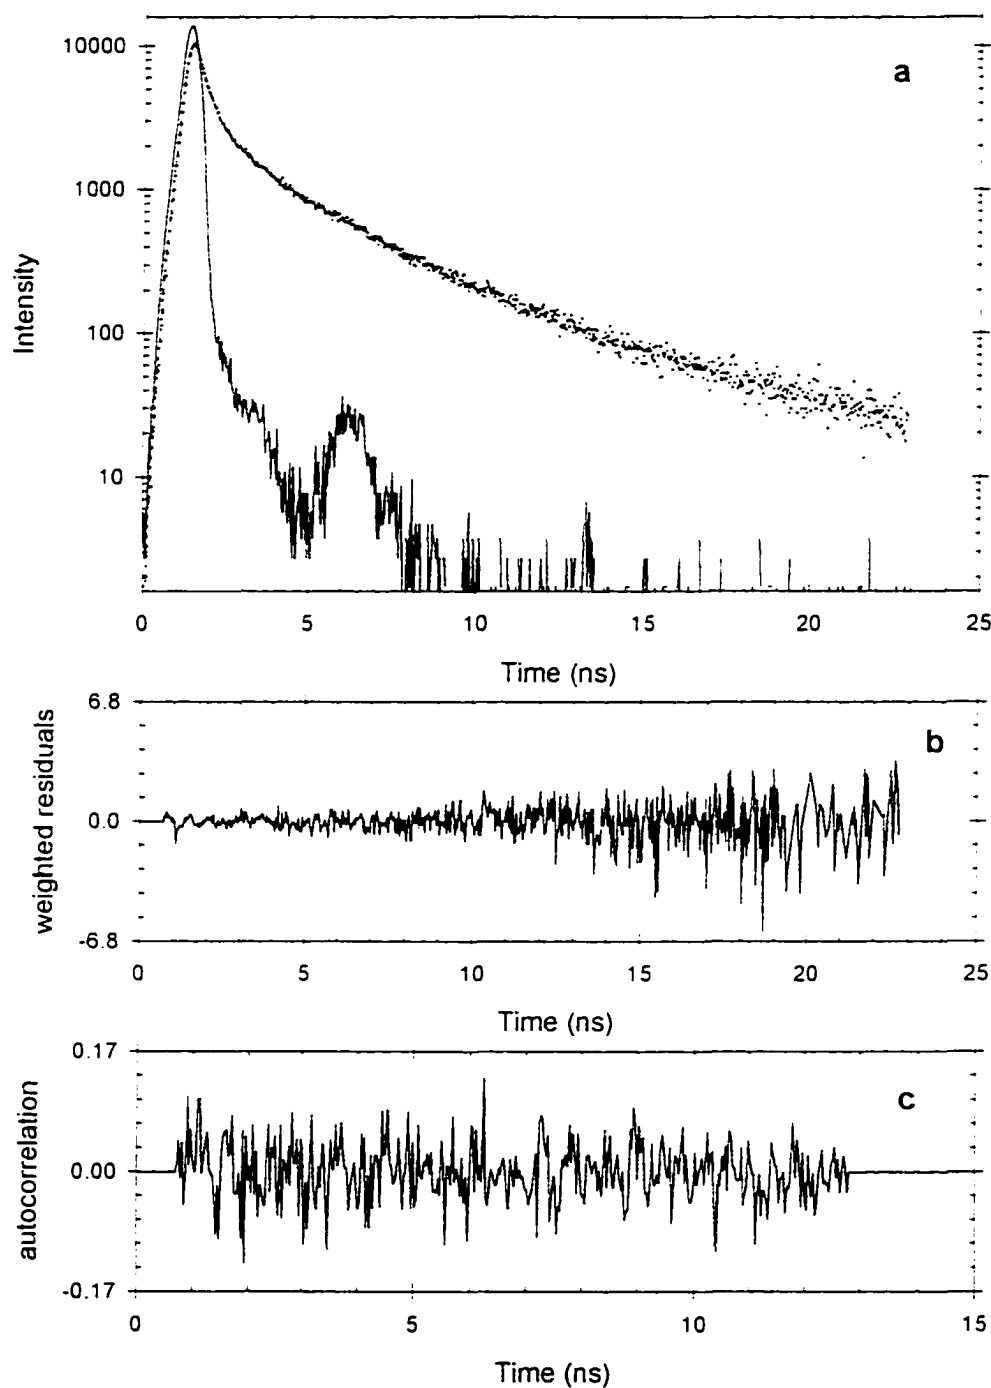 10000
a
1000
Intensity
100
10
0 5 10 15 20 25
Time (ns)
6.8
b
weighted residuals
0.0
-6.8
0 5 10 15 20 25
Time (ns)
0.17
c
autocorrelation
0.00
-0.17
0 5 10 15
Time (ns)